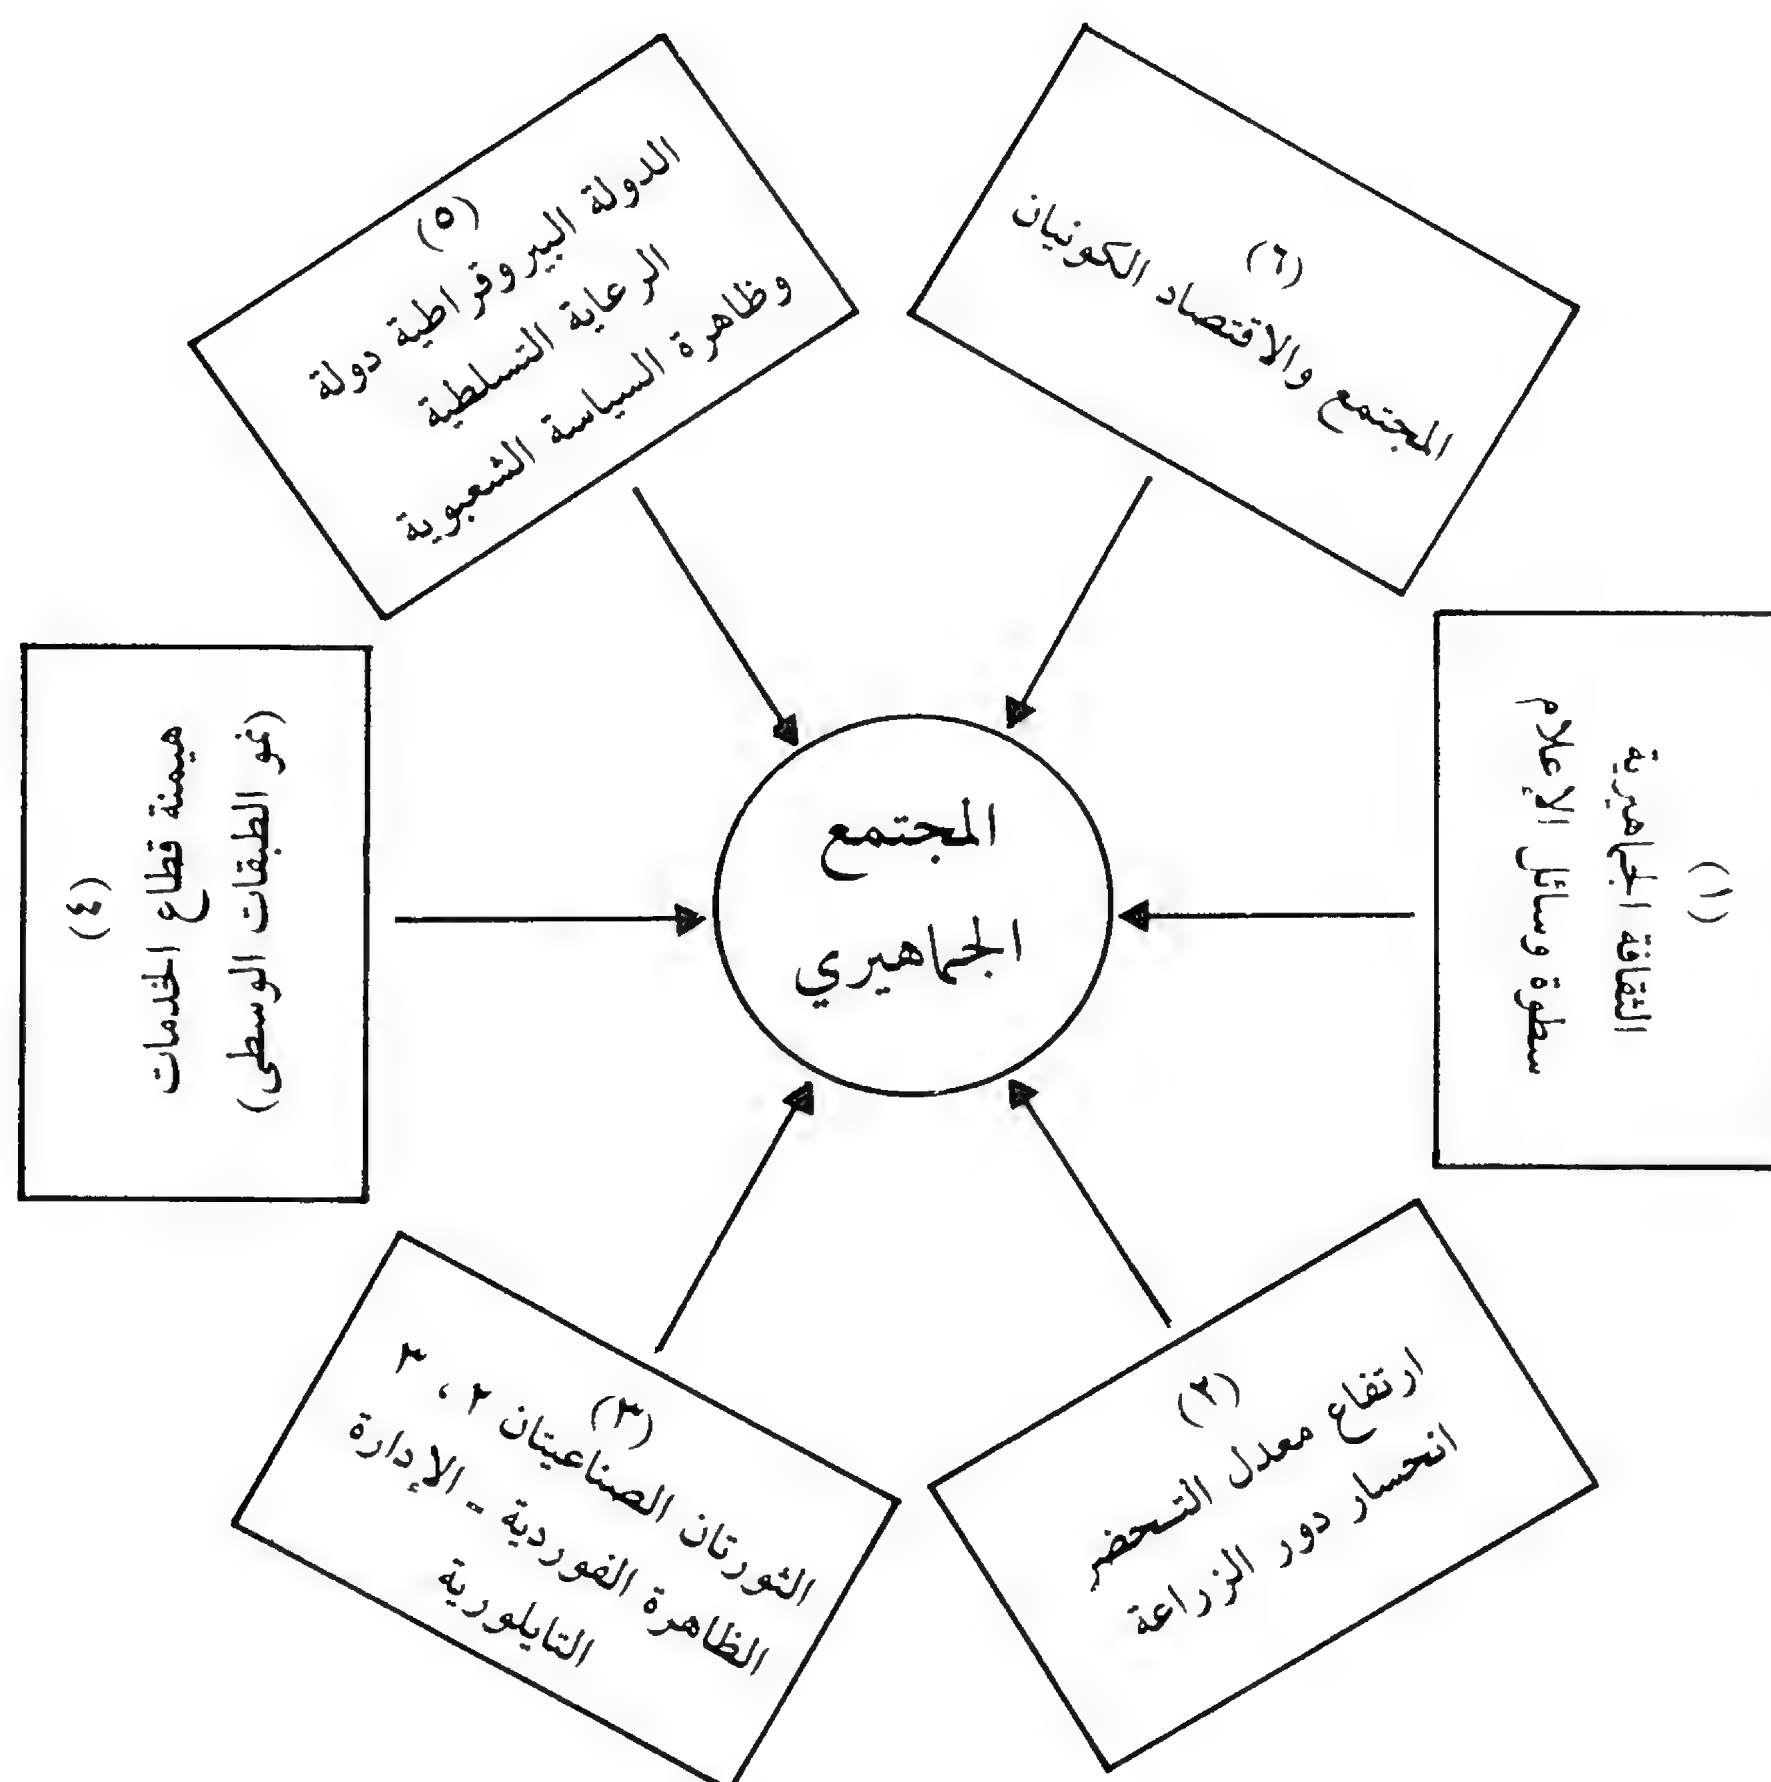 المجتمع
الجماهيري
(١)
الثقافة الجماهيرية
سطوة وسائل الإعلام
(٢)
ارتفاع معدل التحضر
انحسار دور الزراعة
(٣)
الثورتان الصناعيتان ٢ ، ٣
الظاهرة الفوردية - الإدارة
التايلورية
(٤)
هيمنة قطاع الخدمات
(نمو الطبقات الوسطى)
(٥)
الدولة البيروقراطية دولة
الرعاية التسلطية
وظاهرة السياسة الشعبوية
(٦)
المجتمع والاقتصاد الكونيان